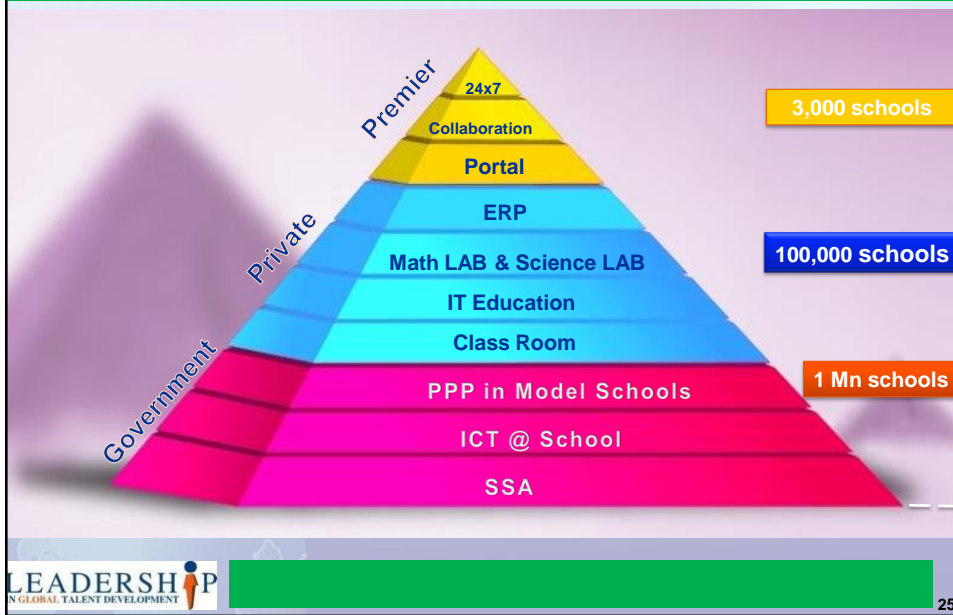 Premier
24x7
Collaboration
Portal
3,000 schools
Private
ERP
Math LAB & Science LAB
IT Education
Class Room
100,000 schools
Government
PPP in Model Schools
ICT @ School
SSA
1 Mn schools
LEADERSHIP
N GLOBAL TALENT DEVELOPMENT
25